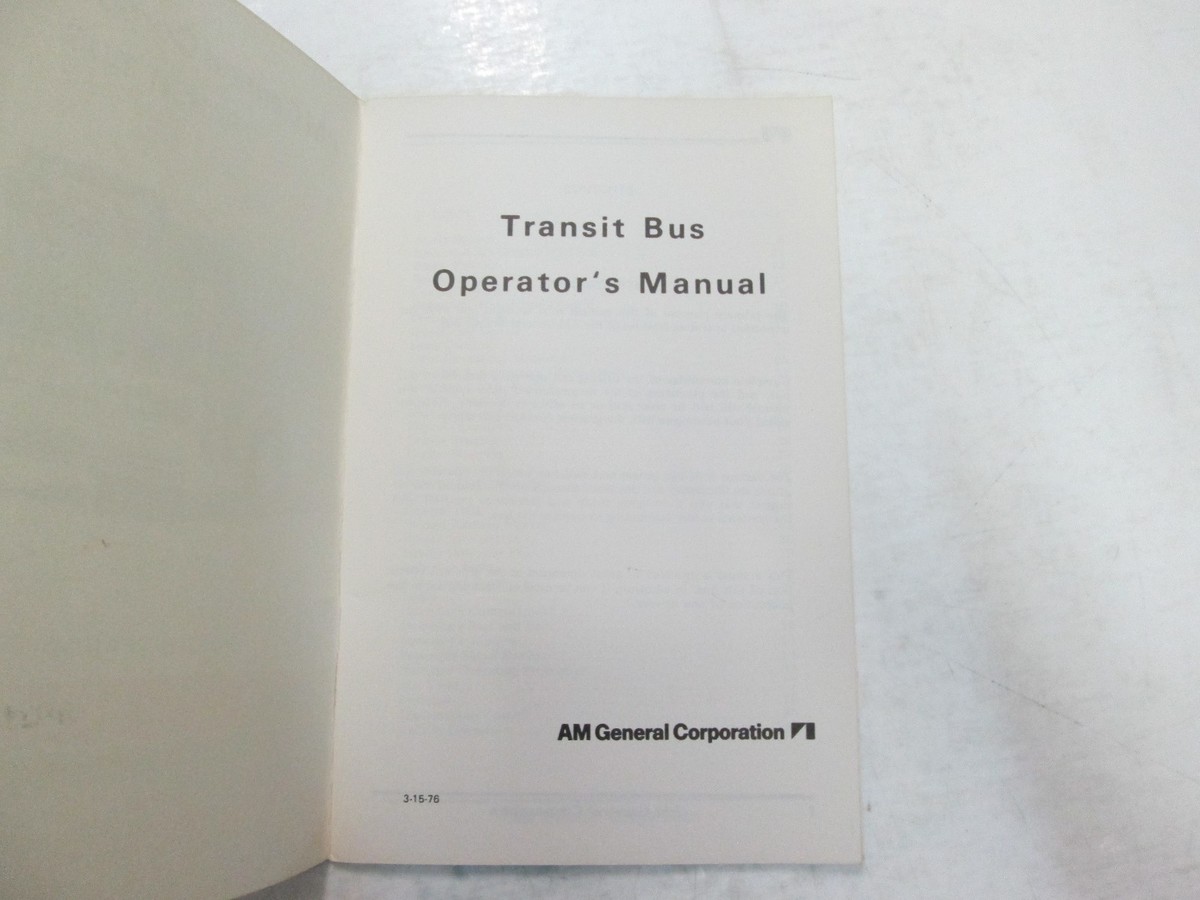 Transit Bus
Operator‘s Manual
AM General Corporation
3-15-76